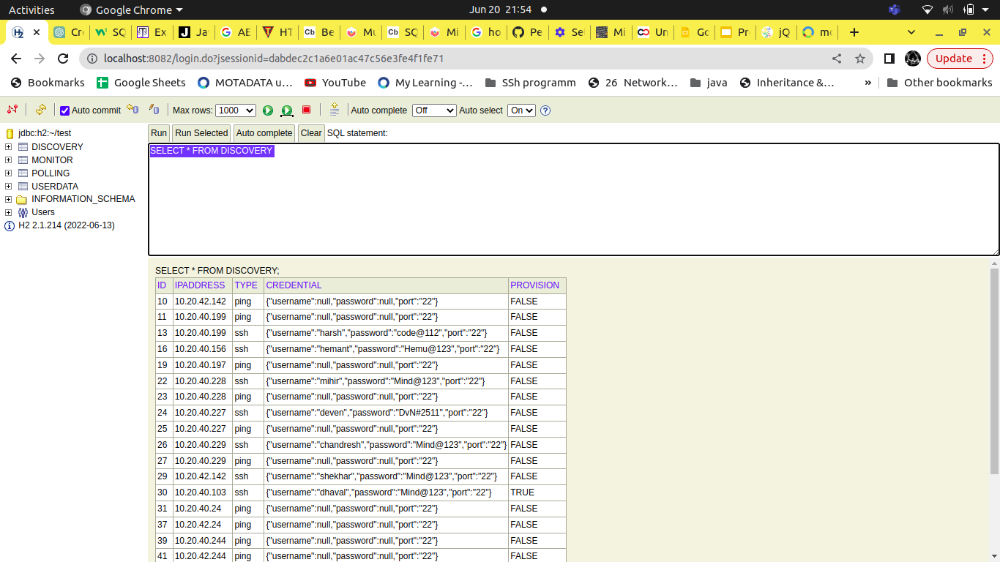 Activities Google Chrome Jun 20 21:54
H2 Cr SQ Ex J Ja AE HT Cb Be Mu Cb SQ Mi ho Pe Se Mi Un Go Pr jQ mo
localhost:8082/login.do?jsessionid=dabdec2c1a6e01ac47c56e3fe4f1fe71 Update
Bookmarks Google Sheets MOTADATA u... YouTube My Learning -... SSh programm 26 Network... java Inheritance &... » Other bookmarks
Auto commit Max rows: 1000 Auto complete Off Auto select On
jdbc:h2:~/test
DISCOVERY
MONITOR
POLLING
USERDATA
INFORMATION_SCHEMA
Users
H2 2.1.214 (2022-06-13)
Run Run Selected Auto complete Clear SQL statement:
SELECT * FROM DISCOVERY
SELECT * FROM DISCOVERY;
ID IPADDRESS TYPE CREDENTIAL PROVISION
10 10.20.42.142 ping {"username":null,"password":null,"port":"22"} FALSE
11 10.20.40.199 ping {"username":null,"password":null,"port":"22"} FALSE
13 10.20.40.199 ssh {"username":"harsh","password":"code@112","port":"22"} FALSE
16 10.20.40.156 ssh {"username":"hemant","password":"Hemu@123","port":"22"} FALSE
19 10.20.40.197 ping {"username":null,"password":null,"port":"22"} FALSE
22 10.20.40.228 ssh {"username":"mihir","password":"Mind@123","port":"22"} FALSE
23 10.20.40.228 ping {"username":null,"password":null,"port":"22"} FALSE
24 10.20.40.227 ssh {"username":"deven","password":"DvN#2511","port":"22"} FALSE
25 10.20.40.227 ping {"username":null,"password":null,"port":"22"} FALSE
26 10.20.40.229 ssh {"username":"chandresh","password":"Mind@123","port":"22"} FALSE
27 10.20.40.229 ping {"username":null,"password":null,"port":"22"} FALSE
29 10.20.42.142 ssh {"username":"shekhar","password":"Mind@123","port":"22"} FALSE
30 10.20.40.103 ssh {"username":"dhaval","password":"Mind@123","port":"22"} TRUE
31 10.20.40.24 ping {"username":null,"password":null,"port":"22"} FALSE
37 10.20.42.24 ping {"username":null,"password":null,"port":"22"} FALSE
39 10.20.40.244 ping {"username":null,"password":null,"port":"22"} FALSE
41 10.20.42.244 ping {"username":null,"password":null,"port":"22"} FALSE